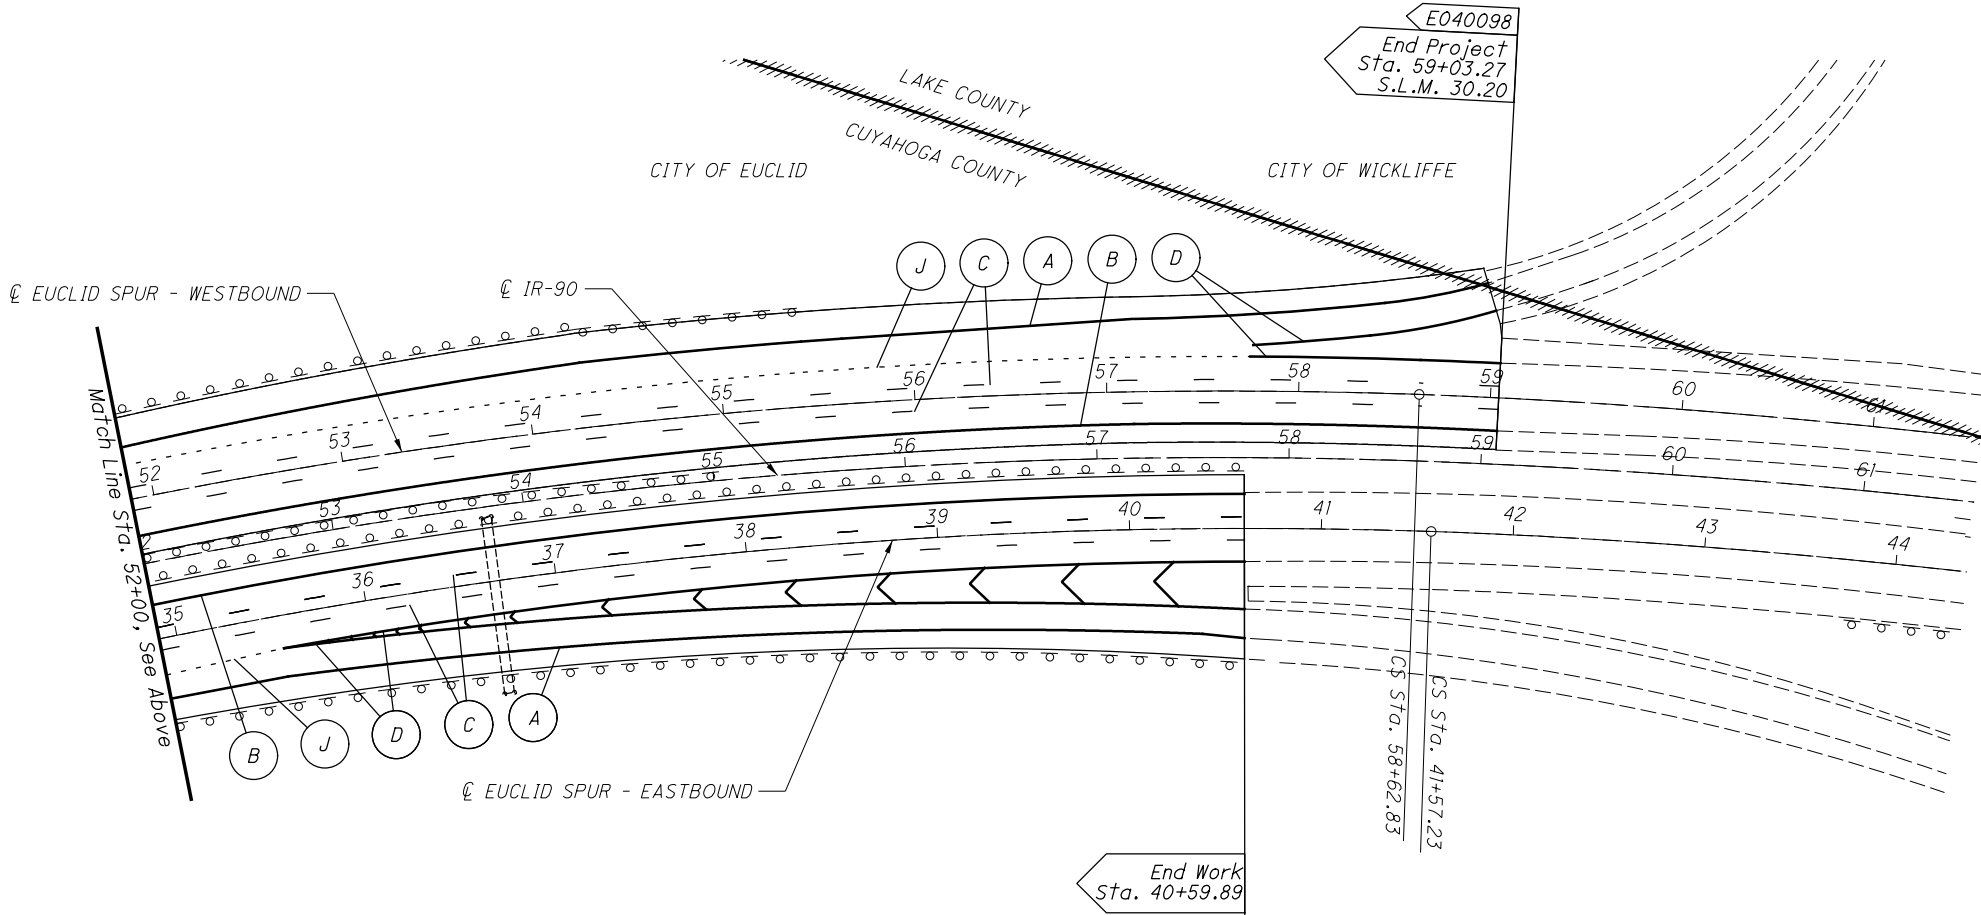 E040098
End Project
Sta. 59+03.27
S.L.M. 30.20
LAKE COUNTY
CUYAHOGA COUNTY
CITY OF EUCLID
CITY OF WICKLIFFE
J
C
A
B
D
℄ EUCLID SPUR - WESTBOUND
℄ IR-90
52
53
54
55
56
57
58
59
60
61
53
54
55
56
57
58
59
60
61
35
36
37
38
39
40
41
42
43
44
Match Line Sta. 52+00, See Above
B
J
D
C
A
℄ EUCLID SPUR - EASTBOUND
CS Sta. 58+62.83
CS Sta. 41+57.23
End Work
Sta. 40+59.89